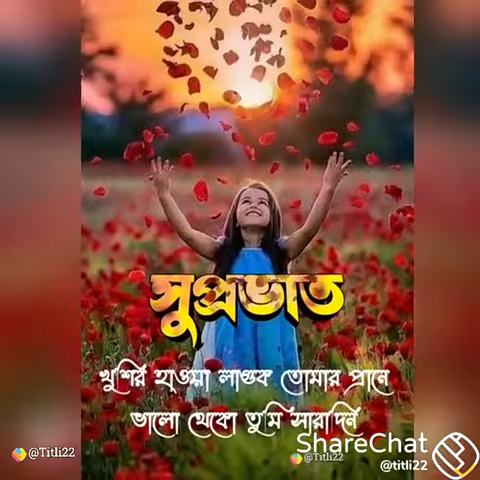 সুপ্রভাত
খুশির হাওয়া লাগুক তোমার প্রানে
ভালো থেকো তুমি সারাদিন
ShareChat
@Titli22
@Titli22
@titli22